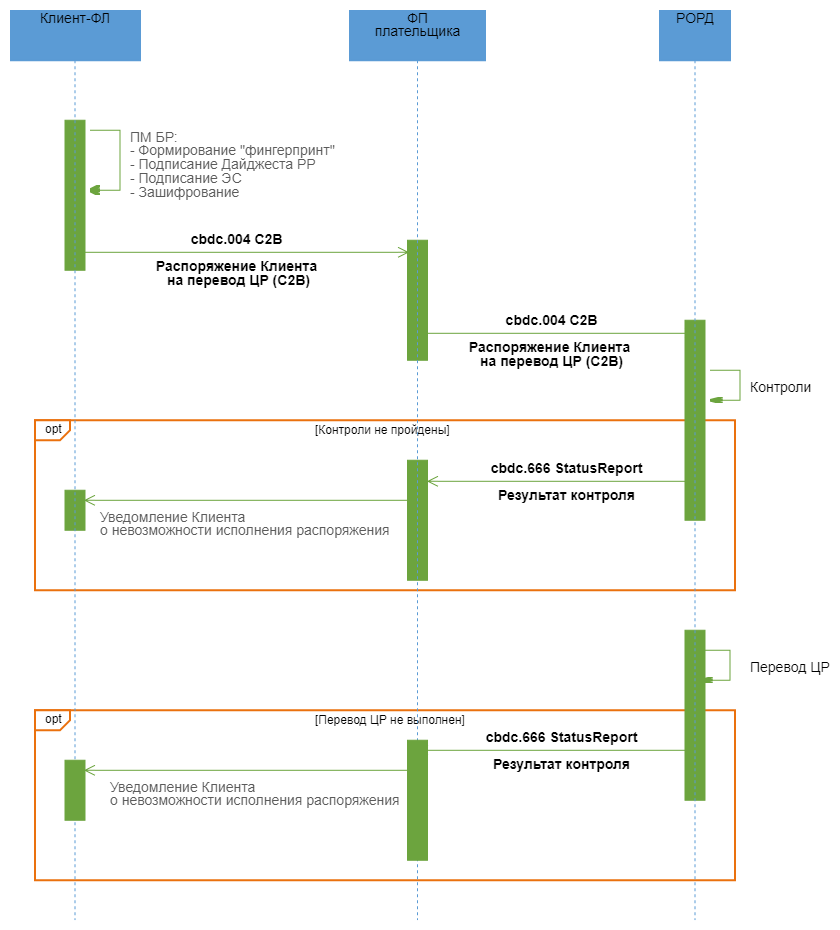 Клиент-ФЛ
ФП
плательщика
РОРД
ПМ БР:
- Формирование "фингерпринт"
- Подписание Дайджеста РР
- Подписание ЭС
- Зашифрование
cbdc.004 C2B
Распоряжение Клиента
на перевод ЦР (C2B)
cbdc.004 C2B
Распоряжение Клиента
на перевод ЦР (C2B)
Контроли
opt
[Контроли не пройдены]
cbdc.666 StatusReport
Результат контроля
Уведомление Клиента
о невозможности исполнения распоряжения
Перевод ЦР
opt
[Перевод ЦР не выполнен]
cbdc.666 StatusReport
Результат контроля
Уведомление Клиента
о невозможности исполнения распоряжения